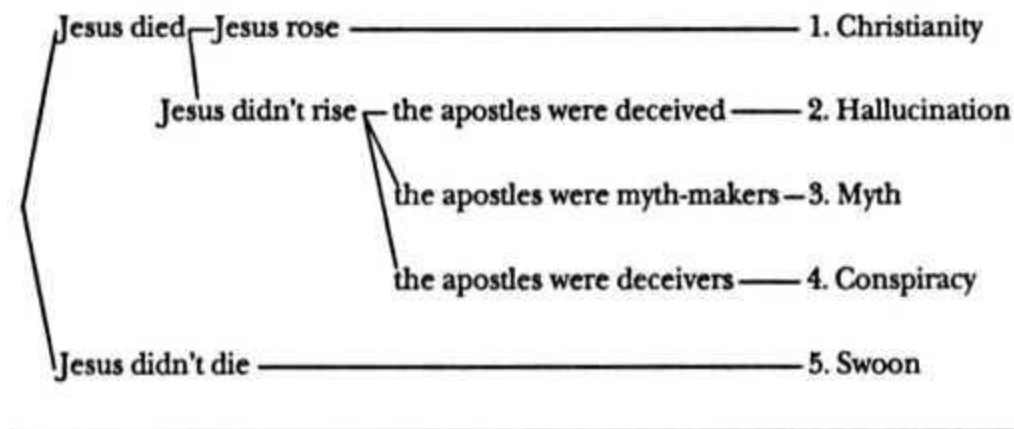 Jesus died Jesus rose 1. Christianity
Jesus didn't rise the apostles were deceived 2. Hallucination
the apostles were myth-makers 3. Myth
the apostles were deceivers 4. Conspiracy
Jesus didn't die 5. Swoon